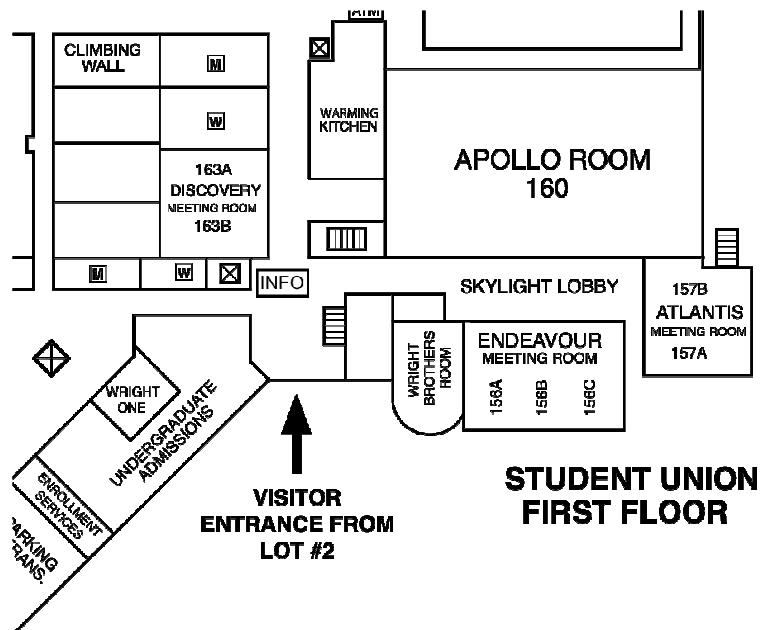 ATM
CLIMBING
WALL
M
W
WARMING
KITCHEN
APOLLO ROOM
160
163A
DISCOVERY
MEETING ROOM
163B
M
W
INFO
SKYLIGHT LOBBY
157B
ATLANTIS
MEETING ROOM
157A
WRIGHT
BROTHERS
ROOM
ENDEAVOUR
MEETING ROOM
156A
156B
156C
WRIGHT
ONE
UNDERGRADUATE
ADMISSIONS
ENROLLMENT
SERVICES
PARKING
TRANS.
VISITOR
ENTRANCE FROM
LOT #2
STUDENT UNION
FIRST FLOOR